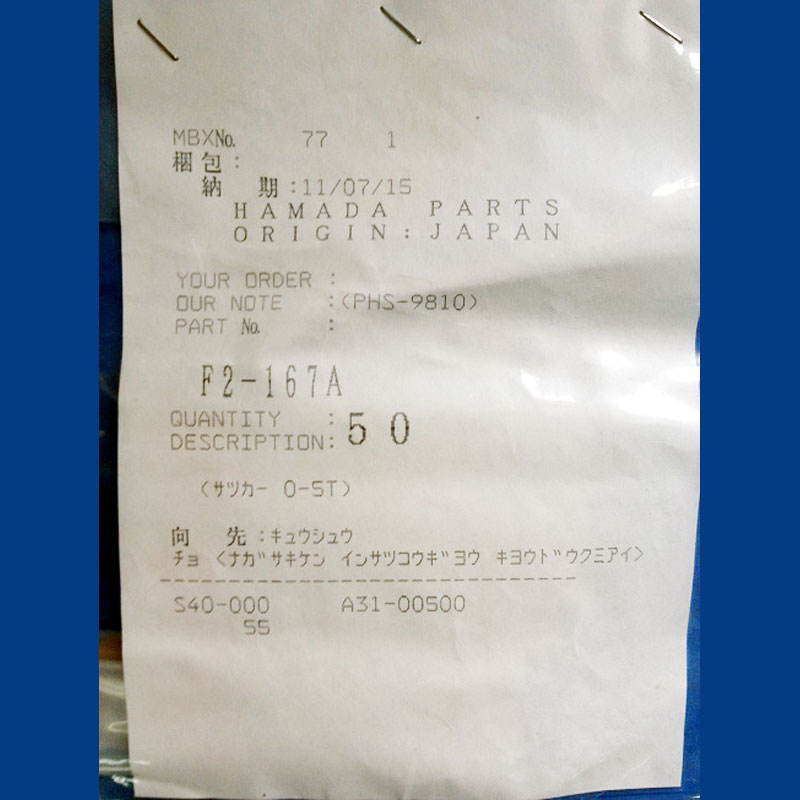 MBX№ 77 1
梱包:
納 期:11/07/15
HAMADA PARTS
ORIGIN:JAPAN
YOUR ORDER :
OUR NOTE :(PHS-9810)
PART №. :
F2-167A
QUANTITY : 50
DESCRIPTION:
(サツカー O-5T)
向 先:キュウシュウ
チョ <ナガサキケン インサツコウギヨウ キヨウドウクミアイ>
S40-000 A31-00500
55